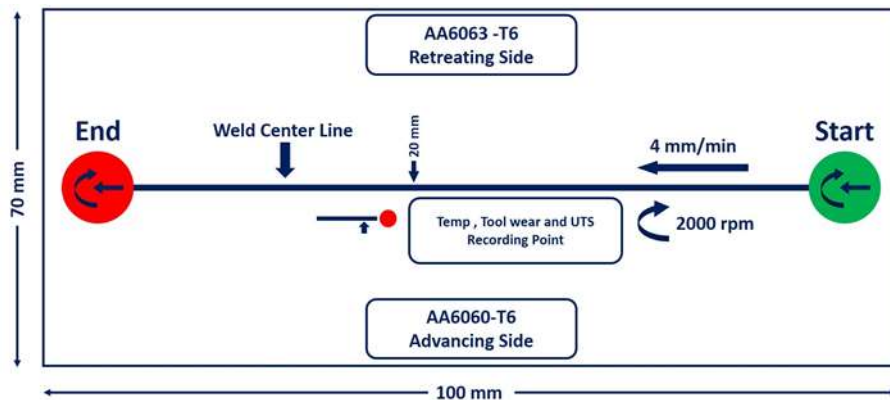 AA6063 -T6
Retreating Side
End
Weld Center Line
20 mm
4 mm/min
Start
70 mm
Temp , Tool wear and UTS
Recording Point
2000 rpm
AA6060-T6
Advancing Side
100 mm